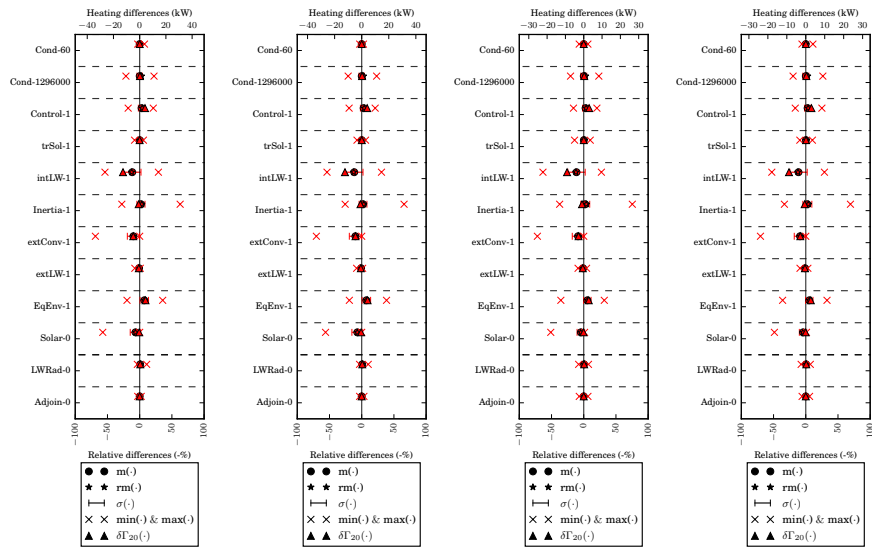 Heating differences (kW)
−40 −20 0 20 40
Cond-60
Cond-1296000
Control-1
trSol-1
intLW-1
Inertia-1
extConv-1
extLW-1
EqEnv-1
Solar-0
LWRad-0
Adjoin-0
−100 −50 0 50 100
Relative differences (-%)
m(·)
rm(·)
σ(·)
min(·) & max(·)
δΓ20(·)
Heating differences (kW)
−40 −20 0 20 40
Cond-60
Cond-1296000
Control-1
trSol-1
intLW-1
Inertia-1
extConv-1
extLW-1
EqEnv-1
Solar-0
LWRad-0
Adjoin-0
−100 −50 0 50 100
Relative differences (-%)
m(·)
rm(·)
σ(·)
min(·) & max(·)
δΓ20(·)
Heating differences (kW)
−30 −20 −10 0 10 20 30
Cond-60
Cond-1296000
Control-1
trSol-1
intLW-1
Inertia-1
extConv-1
extLW-1
EqEnv-1
Solar-0
LWRad-0
Adjoin-0
−100 −50 0 50 100
Relative differences (-%)
m(·)
rm(·)
σ(·)
min(·) & max(·)
δΓ20(·)
Heating differences (kW)
−30 −20 −10 0 10 20 30
Cond-60
Cond-1296000
Control-1
trSol-1
intLW-1
Inertia-1
extConv-1
extLW-1
EqEnv-1
Solar-0
LWRad-0
Adjoin-0
−100 −50 0 50 100
Relative differences (-%)
m(·)
rm(·)
σ(·)
min(·) & max(·)
δΓ20(·)